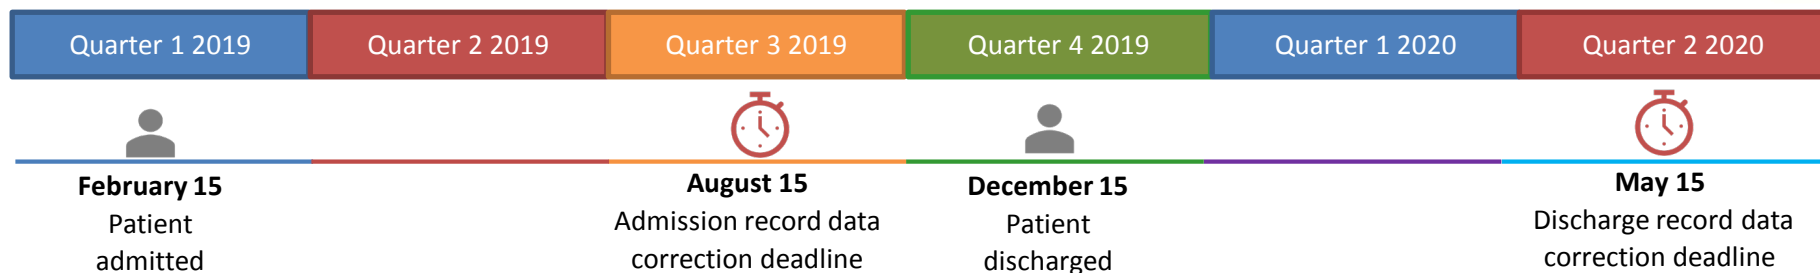 Quarter 1 2019
Quarter 2 2019
Quarter 3 2019
Quarter 4 2019
Quarter 1 2020
Quarter 2 2020
February 15
Patient
admitted
August 15
Admission record data
correction deadline
December 15
Patient
discharged
May 15
Discharge record data
correction deadline